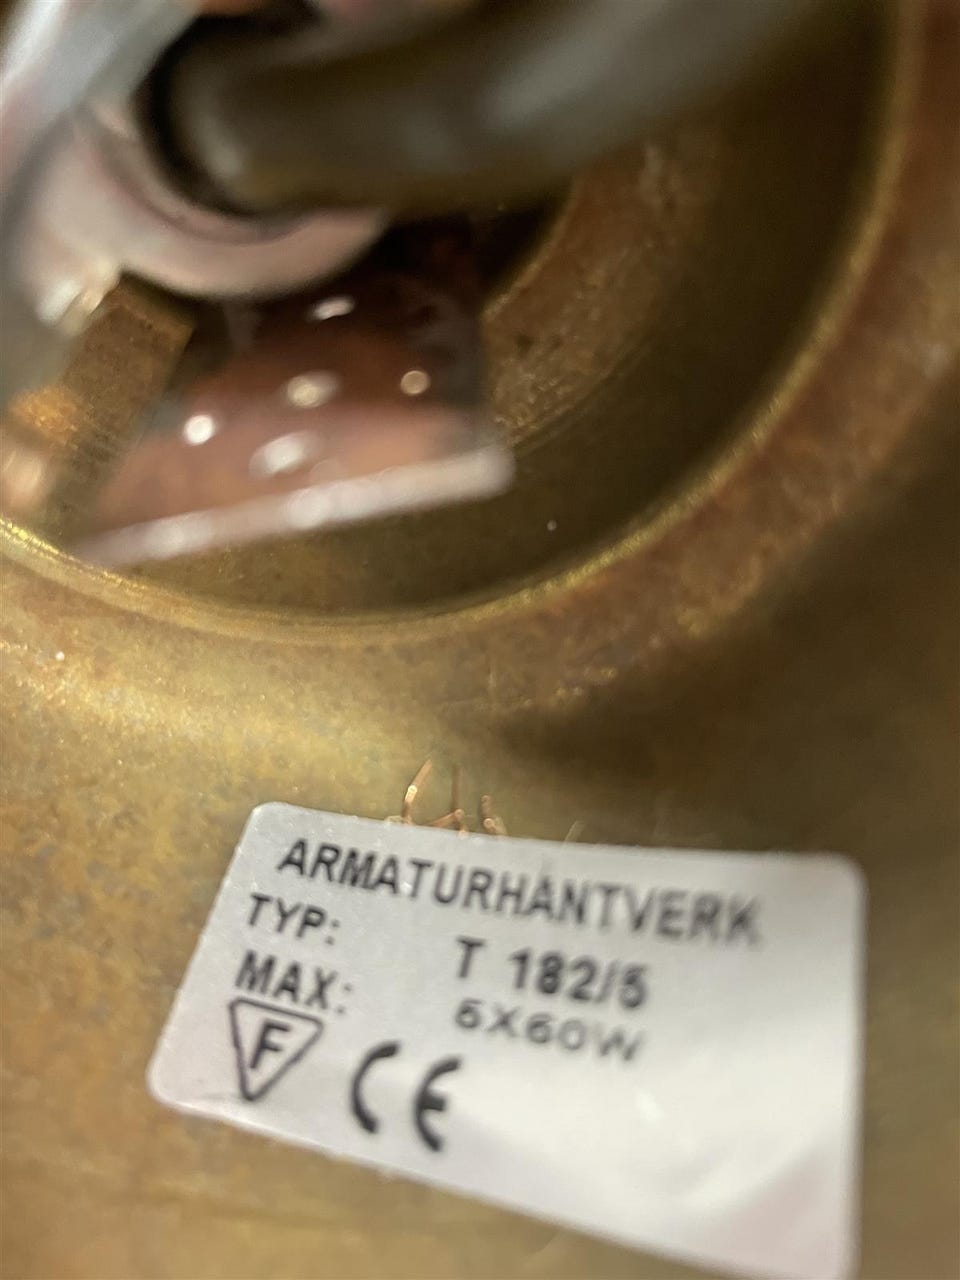 ARMATURHANTVERK
TYP: T 182/5
MAX: 5X60W
F CE